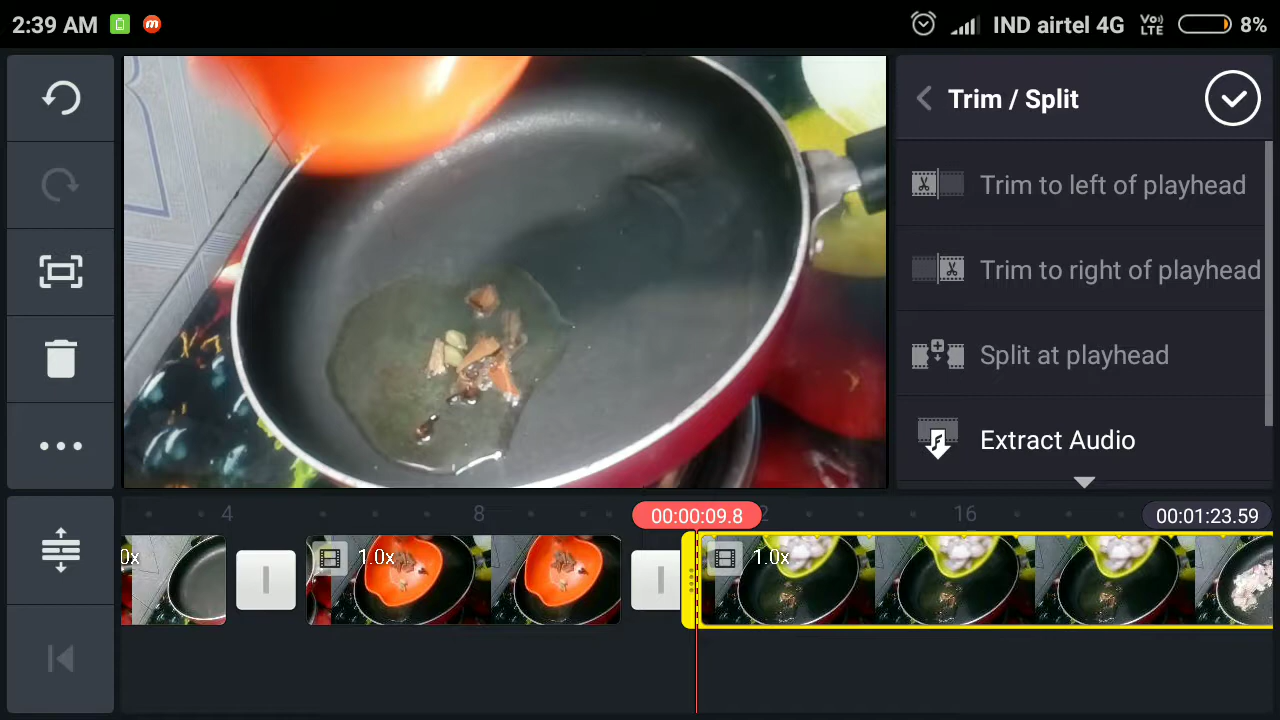 2:39 AM
IND airtel 4G
Vo))
LTE
8%
Trim / Split
Trim to left of playhead
Trim to right of playhead
Split at playhead
Extract Audio
4
8
00:00:09.8
2
16
00:01:23.59
0x
1.0x
1.0x